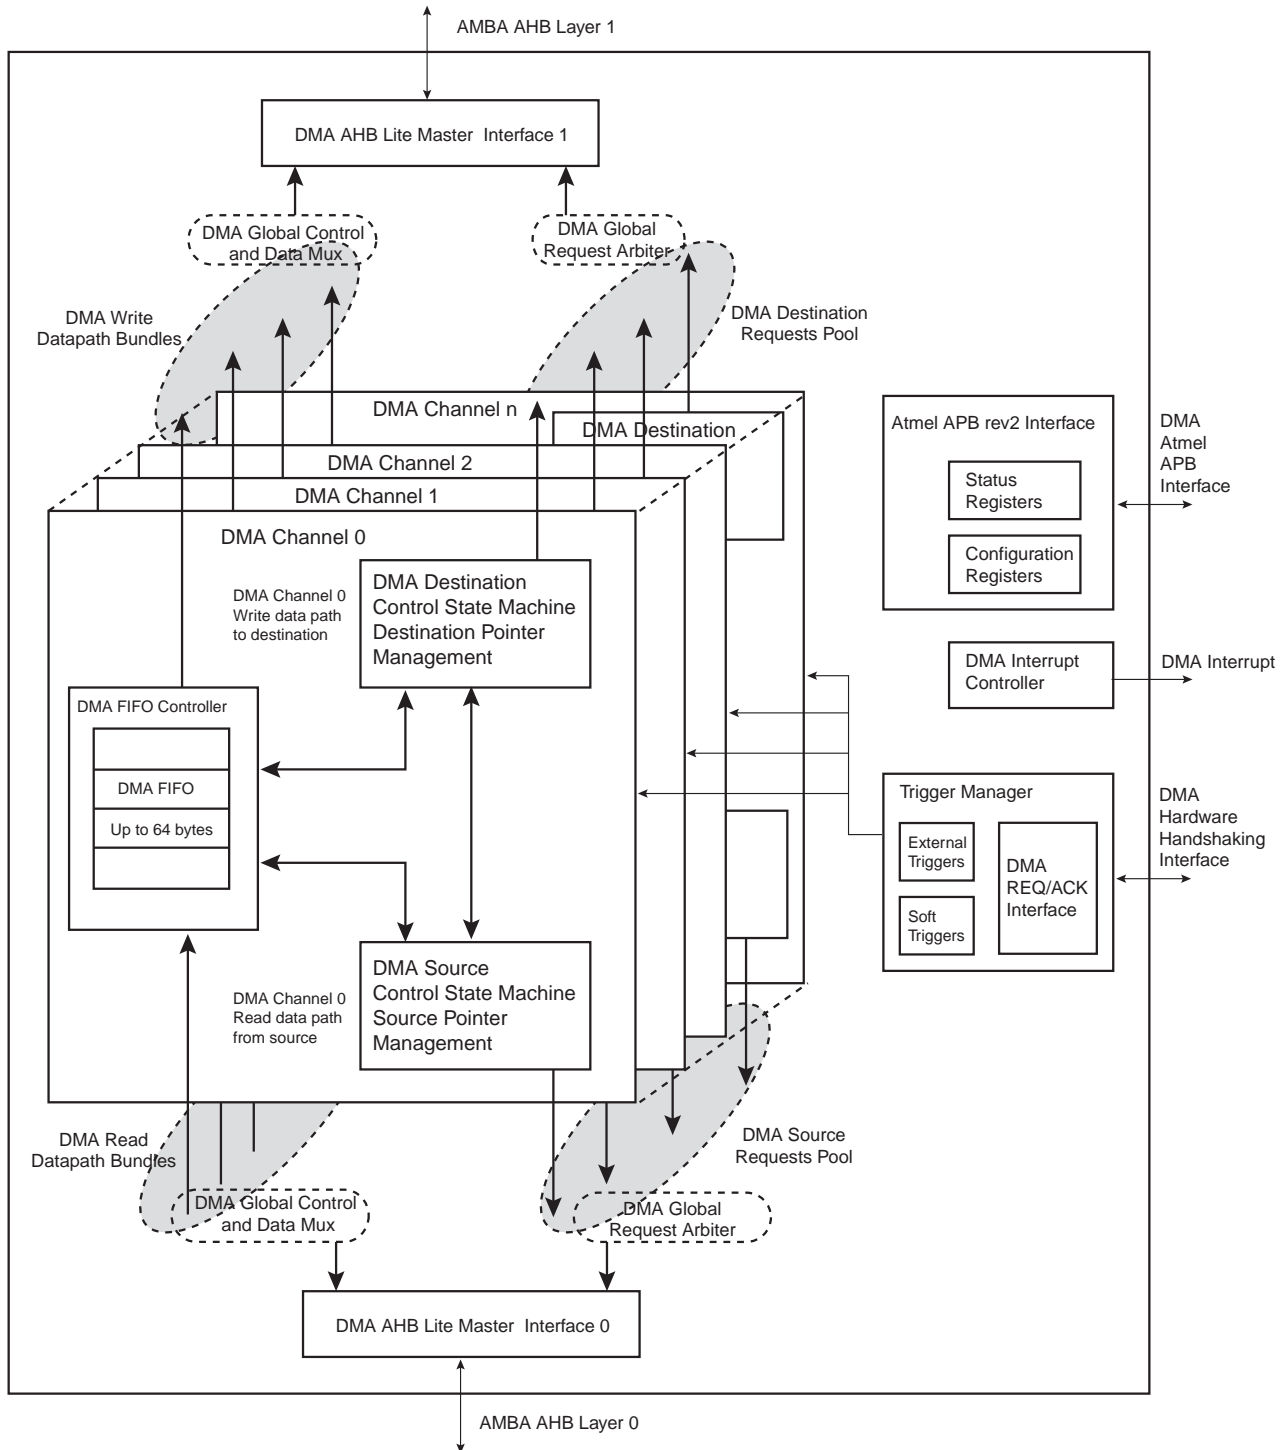 AMBA AHB Layer 1
DMA AHB Lite Master Interface 1
DMA Global Control
and Data Mux
DMA Global
Request Arbiter
DMA Write
Datapath Bundles
DMA Destination
Requests Pool
DMA Channel n
DMA Destination
DMA Channel 2
DMA Channel 1
DMA Channel 0
DMA Channel 0
Write data path
to destination
DMA Destination
Control State Machine
Destination Pointer
Management
DMA FIFO Controller
DMA FIFO
Up to 64 bytes
DMA Channel 0
Read data path
from source
DMA Source
Control State Machine
Source Pointer
Management
Atmel APB rev2 Interface
Status
Registers
Configuration
Registers
DMA
Atmel
APB
Interface
DMA Interrupt
Controller
DMA Interrupt
Trigger Manager
External
Triggers
Soft
Triggers
DMA
REQ/ACK
Interface
DMA
Hardware
Handshaking
Interface
DMA Read
Datapath Bundles
DMA Source
Requests Pool
DMA Global Control
and Data Mux
DMA Global
Request Arbiter
DMA AHB Lite Master Interface 0
AMBA AHB Layer 0